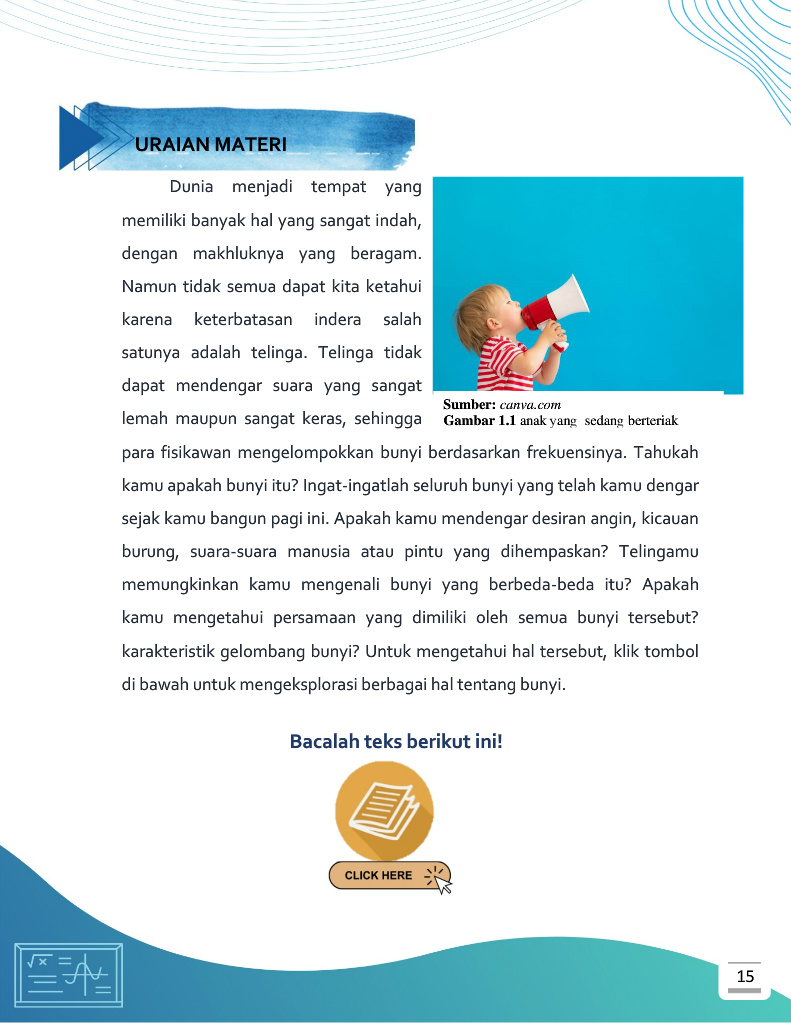 URAIAN MATERI
Dunia menjadi tempat yang
memiliki banyak hal yang sangat indah,
dengan makhluknya yang beragam.
Namun tidak semua dapat kita ketahui
karena keterbatasan indera salah
satunya adalah telinga. Telinga tidak
dapat mendengar suara yang sangat
lemah maupun sangat keras, sehingga
Sumber: canva.com
Gambar 1.1 anak yang sedang berteriak
para fisikawan mengelompokkan bunyi berdasarkan frekuensinya. Tahukah
kamu apakah bunyi itu? Ingat-ingatlah seluruh bunyi yang telah kamu dengar
sejak kamu bangun pagi ini. Apakah kamu mendengar desiran angin, kicauan
burung, suara-suara manusia atau pintu yang dihempaskan? Telingamu
memungkinkan kamu mengenali bunyi yang berbeda-beda itu? Apakah
kamu mengetahui persamaan yang dimiliki oleh semua bunyi tersebut?
karakteristik gelombang bunyi? Untuk mengetahui hal tersebut, klik tombol
di bawah untuk mengeksplorasi berbagai hal tentang bunyi.
Bacalah teks berikut ini!
CLICK HERE
√x
15